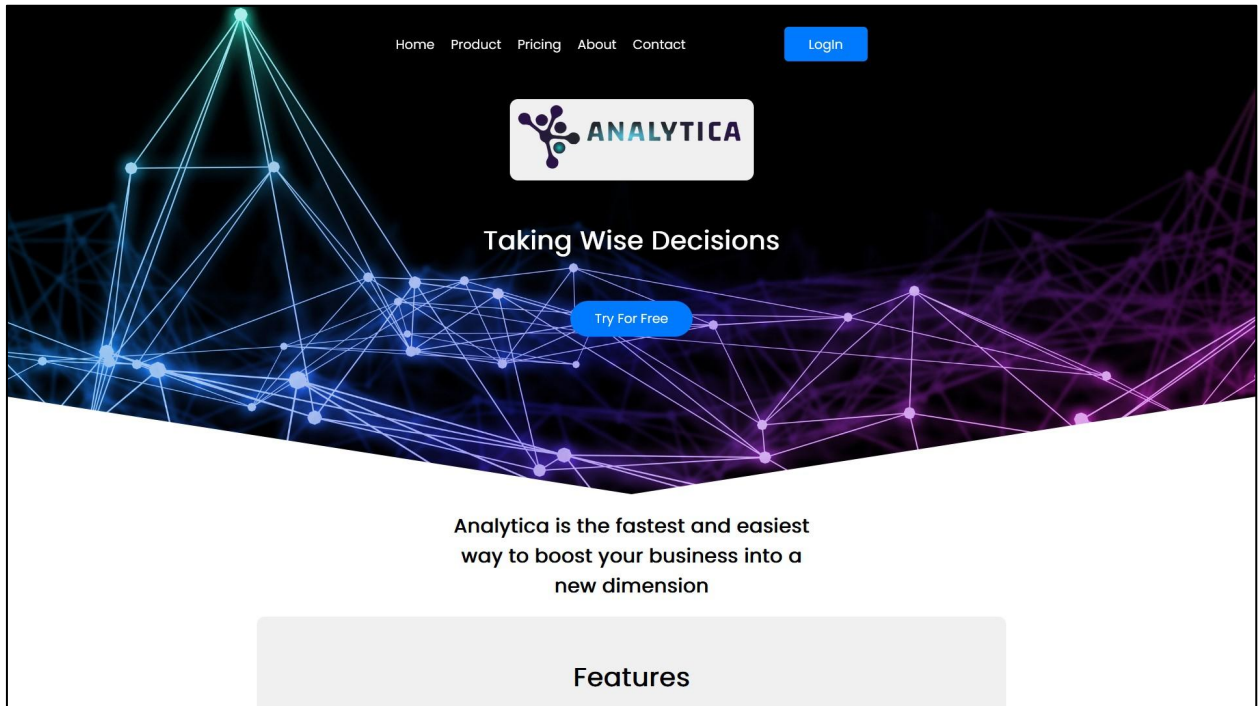 Home Product Pricing About Contact LogIn
ANALYTICA
Taking Wise Decisions
Try For Free
Analytica is the fastest and easiest
way to boost your business into a
new dimension
Features